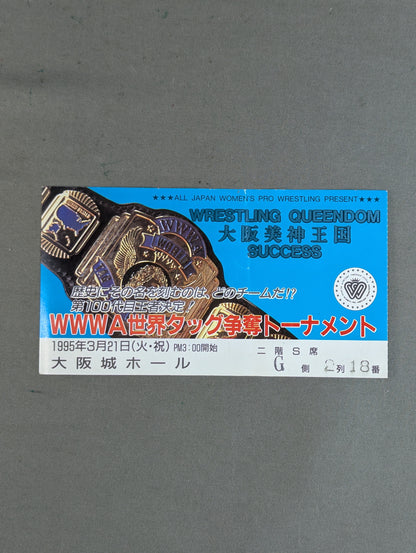 ★★★ALL JAPAN WOMEN'S PRO WRESTLING PRESENT★★★
WRESTLING QUEENDOM
大阪美神王国
SUCCESS
WWWA
WORLD
歴史にその名を刻むのは、どのチームだ!?
第100代目王者決定!
WWWA世界タッグ争奪トーナメント
1995年3月21日(火・祝) PM3:00開始
大阪城ホール
二階S席
G 側 2列 18番